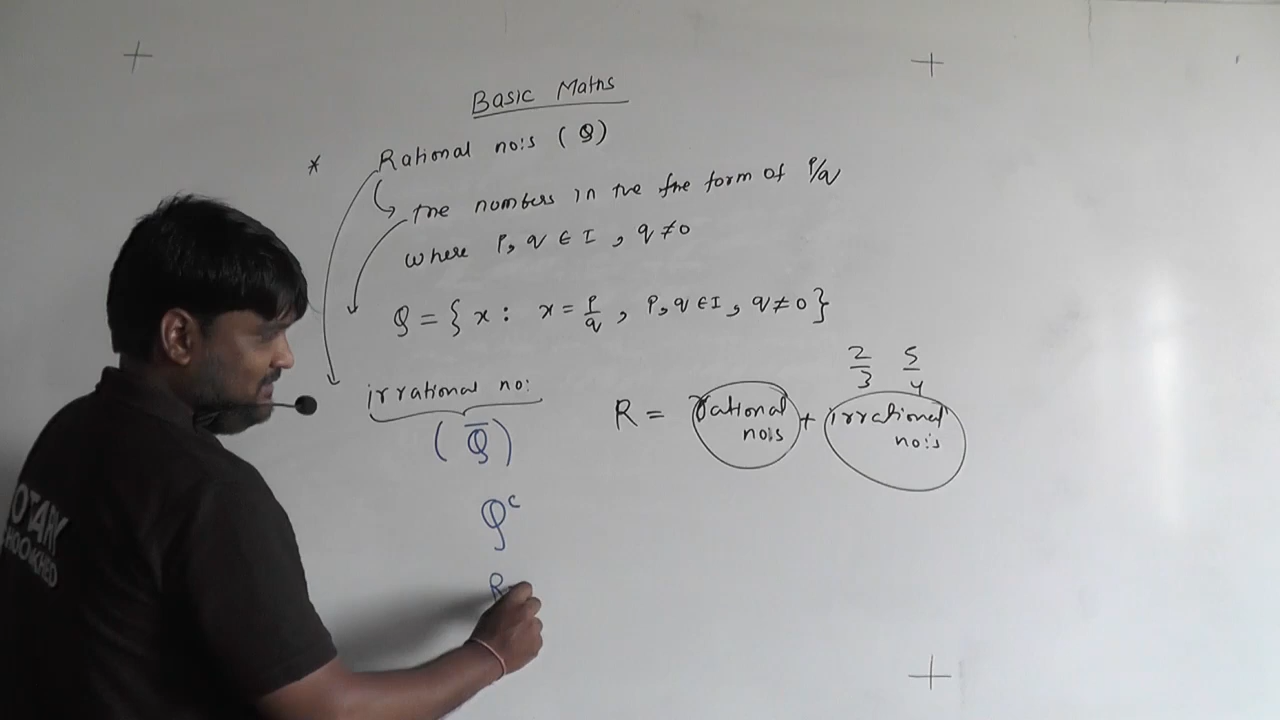 Basic Maths
* Rational no:s (Q)
The numbers in the the form of P/q
where P, q ∈ I, q ≠ 0
Q = { x : x = P/q, P, q ∈ I, q ≠ 0 }
2/3 5/4
irrational no:
(Q̅)
R = rational no:s + irrational no:s
Q^c
R
OTARY